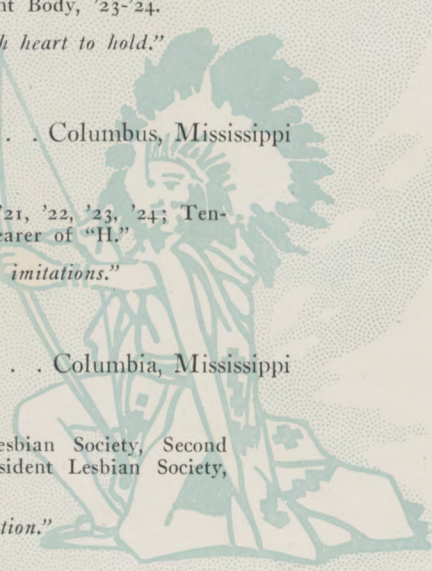 nt Body, '23-'24.
h heart to hold."
. . Columbus, Mississippi
'21, '22, '23, '24; Ten-
earer of "H."
imitations."
. . Columbia, Mississippi
esbian Society, Second
sident Lesbian Society,
tion."